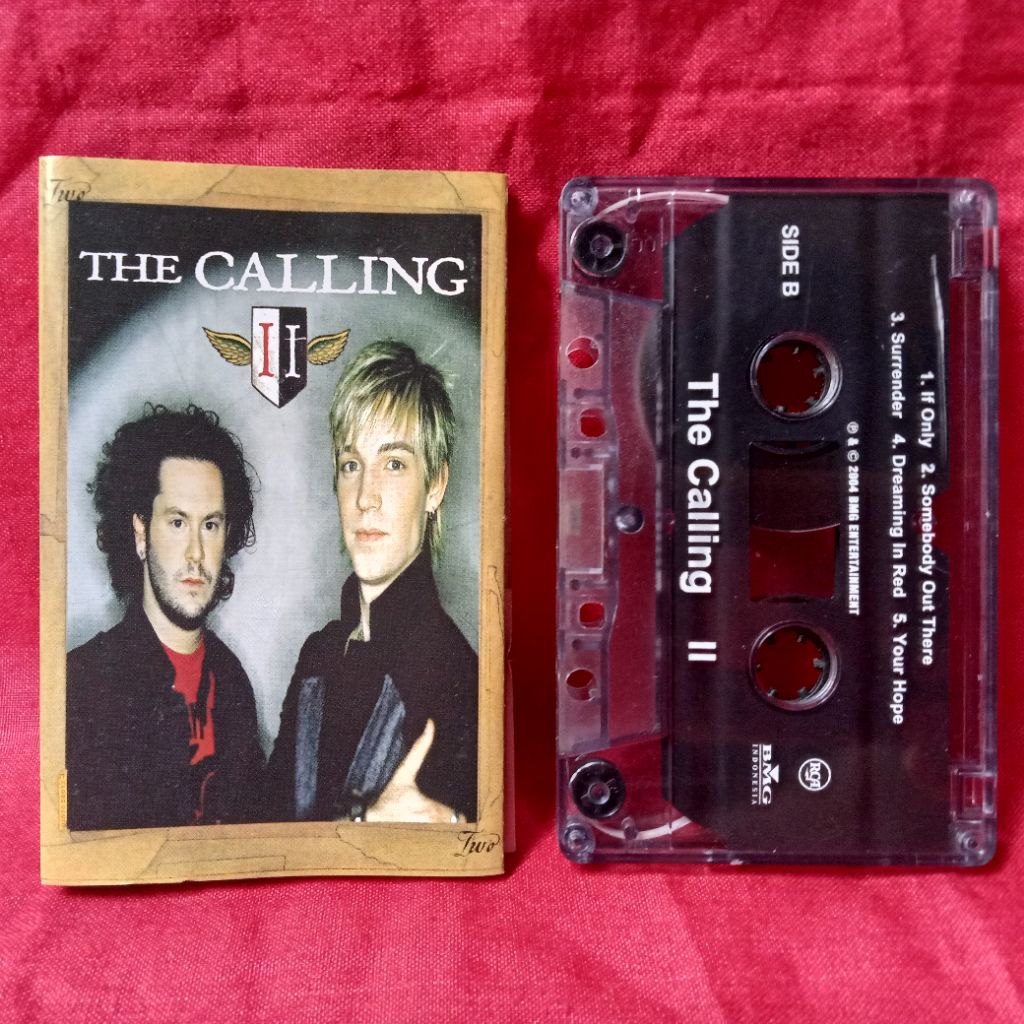 Two
THE CALLING
II
Two
SIDE B
1. If Only 2. Somebody Out There
3. Surrender 4. Dreaming In Red 5. Your Hope
℗ & © 2004 BMG ENTERTAINMENT
The Calling II
RCA
BMG
INDONESIA